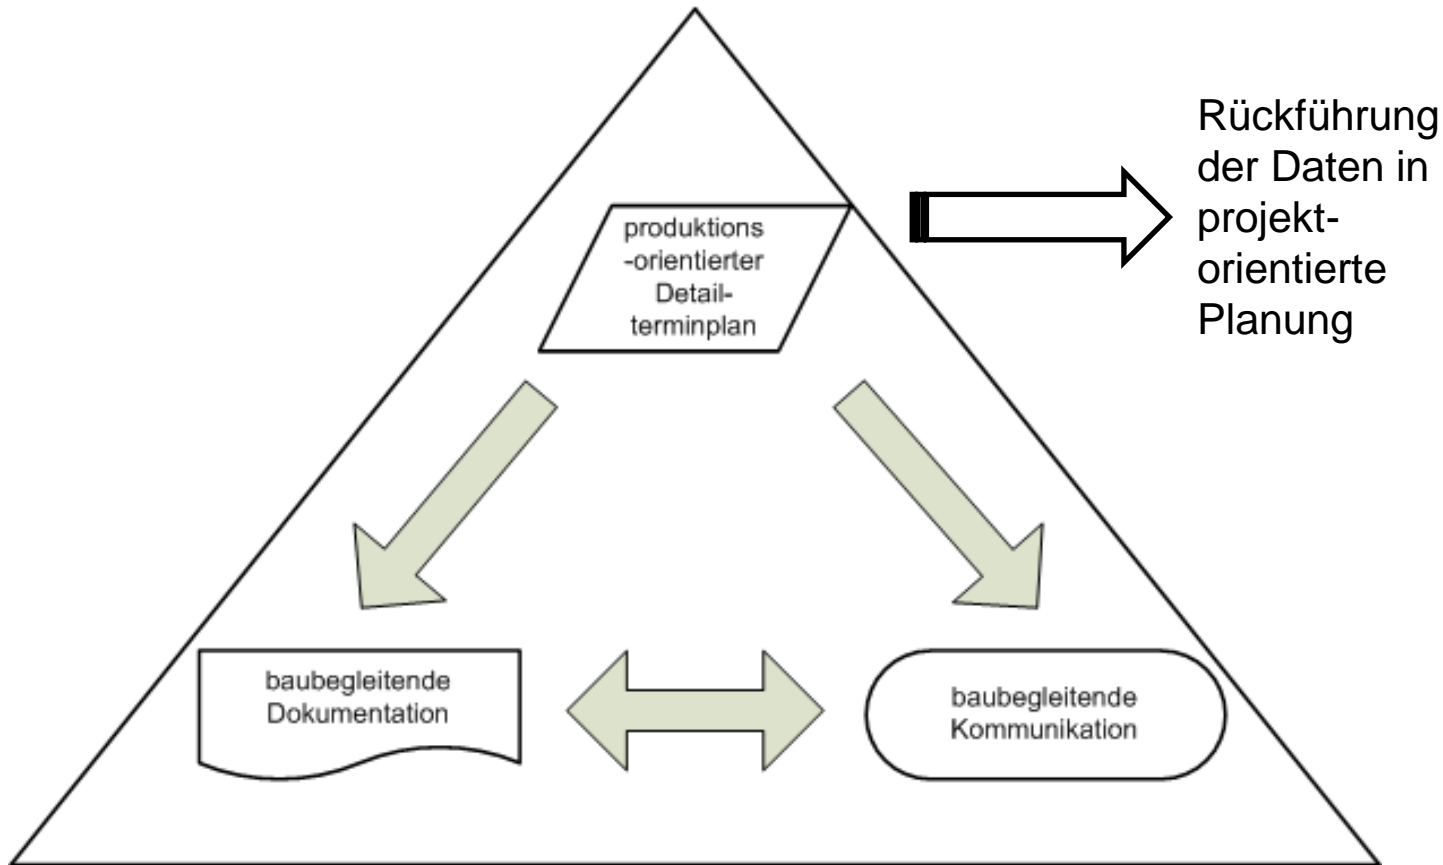 produktions
-orientierter
Detail-
terminplan
Rückführung
der Daten in
projekt-
orientierte
Planung
baubegleitende
Dokumentation
baubegleitende
Kommunikation